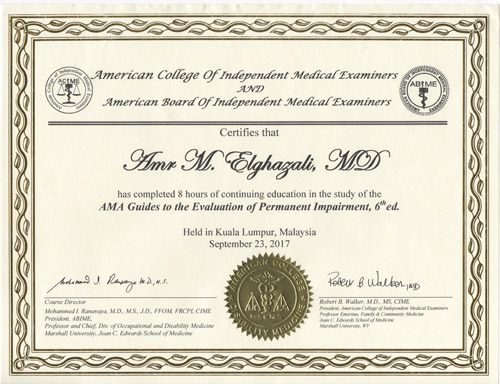 American College Of Independent Medical Examiners
AND
American Board Of Independent Medical Examiners
ACIME
ABIME
Certifies that
Amr M. Elghazali, MD
has completed 8 hours of continuing education in the study of the
AMA Guides to the Evaluation of Permanent Impairment, 6th ed.
Held in Kuala Lumpur, Malaysia
September 23, 2017
Mohammed I. Ranavaya M.D., M.S.
Robert B Walker, MD
Course Director
Mohammed I. Ranavaya, M.D., M.S., J.D., FFOM, FRCPI, CIME
President, ABIME,
Professor and Chief, Div. of Occupational and Disability Medicine
Marshall University, Joan C. Edwards School of Medicine
Robert B. Walker, M.D., MS, CIME
President, American College of Independent Medical Examiners
Professor Emeritus, Family & Community Medicine
Joan C. Edwards School of Medicine
Marshall University, WV